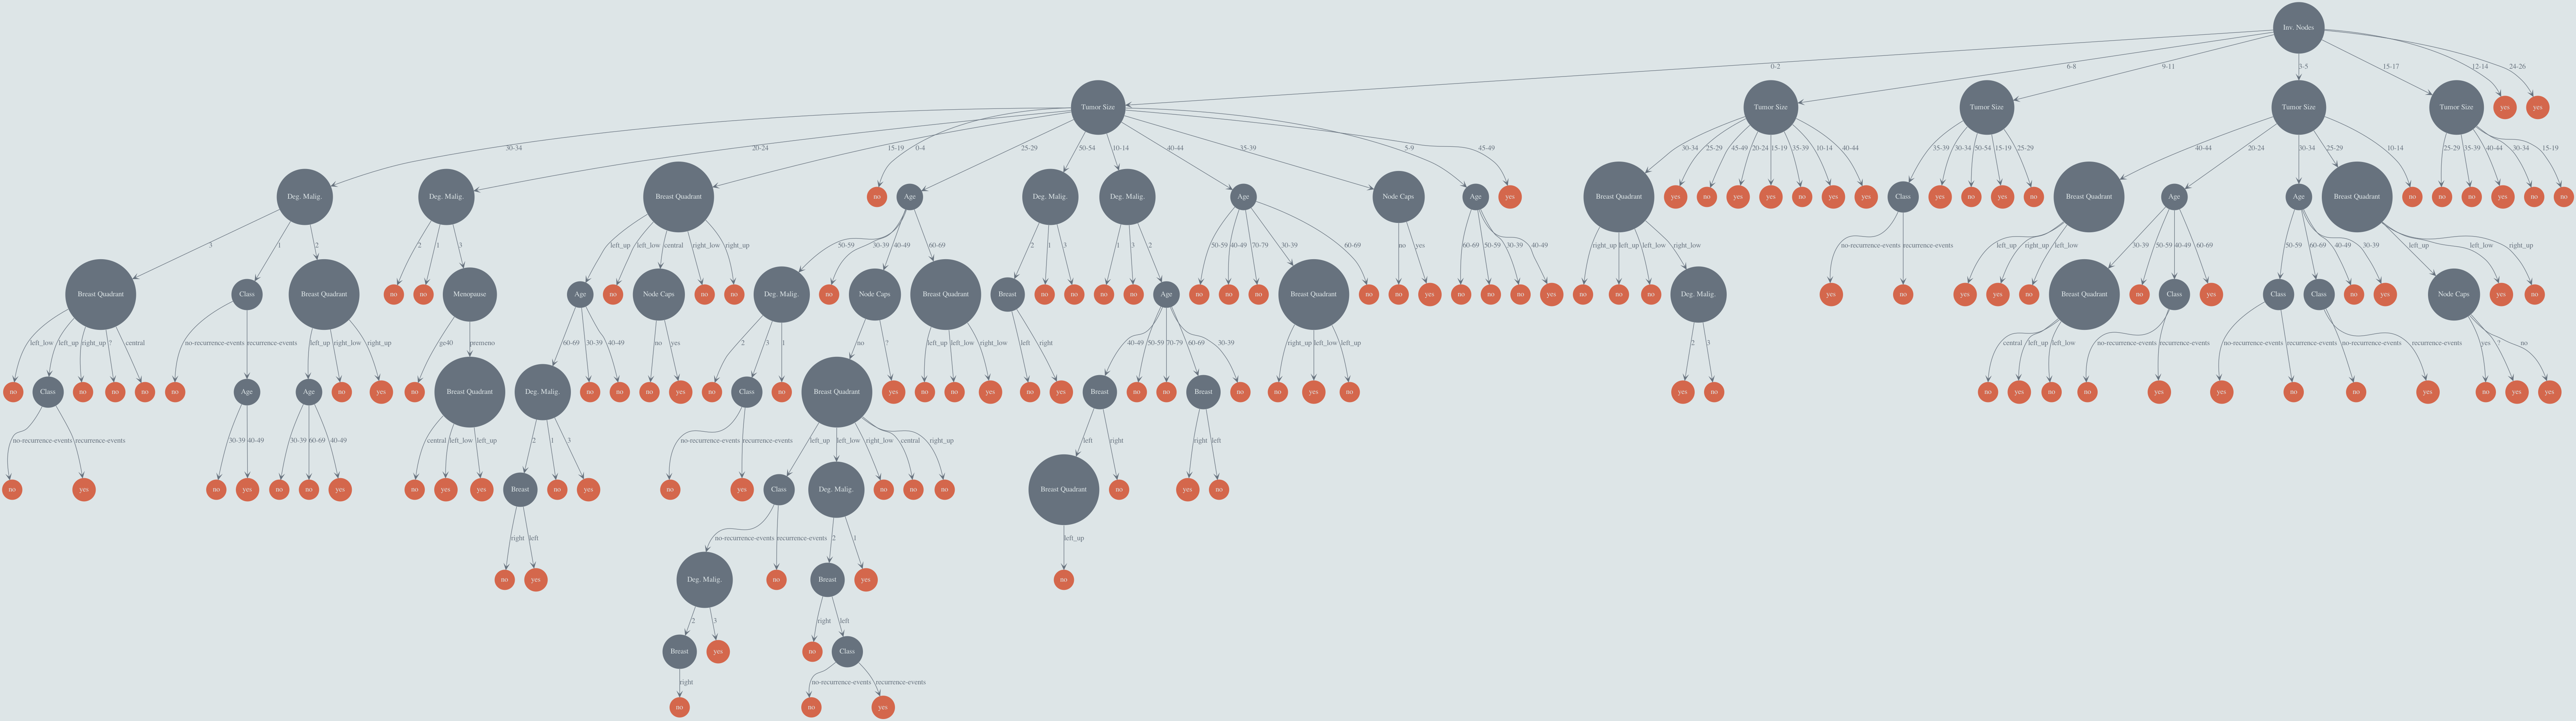 Inv. Nodes
0-2
6-8
9-11
3-5
15-17
12-14
24-26
Tumor Size
Tumor Size
Tumor Size
Tumor Size
Tumor Size
yes
yes
30-34
20-24
15-19
0-4
25-29
50-54
10-14
40-44
35-39
5-9
45-49
30-34
25-29
45-49
20-24
15-19
35-39
10-14
40-44
35-39
30-34
50-54
15-19
25-29
40-44
20-24
30-34
25-29
10-14
25-29
35-39
40-44
30-34
15-19
Deg. Malig.
Deg. Malig.
Breast Quadrant
no
Age
Deg. Malig.
Deg. Malig.
Age
Node Caps
Age
yes
Breast Quadrant
yes
no
yes
yes
no
yes
yes
Class
yes
no
yes
no
Breast Quadrant
Age
Age
Breast Quadrant
no
no
no
yes
no
no
3
1
2
2
1
3
left_up
left_low
central
right_low
right_up
50-59
30-39
40-49
60-69
2
1
3
1
3
2
50-59
40-49
70-79
30-39
60-69
no
yes
60-69
50-59
30-39
40-49
right_up
left_up
left_low
right_low
no-recurrence-events
recurrence-events
left_up
right_up
left_low
30-39
50-59
40-49
60-69
50-59
60-69
40-49
30-39
left_up
left_low
right_up
Breast Quadrant
Class
Breast Quadrant
no
no
Menopause
Age
no
Node Caps
no
no
Deg. Malig.
no
Node Caps
Breast Quadrant
Breast
no
no
no
no
Age
no
no
no
Breast Quadrant
no
no
yes
no
no
no
yes
no
no
no
Deg. Malig.
yes
no
yes
yes
no
Breast Quadrant
no
Class
yes
Class
Class
no
yes
Node Caps
yes
no
left_low
left_up
right_up
?
central
no-recurrence-events
recurrence-events
left_up
right_low
right_up
ge40
premeno
60-69
30-39
40-49
no
yes
2
3
1
no
?
left_up
left_low
right_low
left
right
40-49
50-59
70-79
60-69
30-39
right_up
left_low
left_up
2
3
central
left_up
left_low
no-recurrence-events
recurrence-events
no-recurrence-events
recurrence-events
no-recurrence-events
recurrence-events
yes
?
no
no
Class
no
no
no
no
Age
Age
no
yes
no
Breast Quadrant
Deg. Malig.
no
no
no
yes
no
Class
no
Breast Quadrant
yes
no
no
yes
no
yes
Breast
no
no
Breast
no
no
yes
no
yes
no
no
yes
no
no
yes
yes
no
no
yes
no
yes
yes
no-recurrence-events
recurrence-events
30-39
40-49
30-39
60-69
40-49
central
left_low
left_up
2
1
3
no-recurrence-events
recurrence-events
left_up
left_low
right_low
central
right_up
left
right
right
left
no
yes
no
yes
no
no
yes
no
yes
yes
Breast
no
yes
no
yes
Class
Deg. Malig.
no
no
no
Breast Quadrant
no
yes
no
right
left
no-recurrence-events
recurrence-events
2
1
left_up
no
yes
Deg. Malig.
no
Breast
yes
no
2
3
right
left
Breast
yes
no
Class
right
no-recurrence-events
recurrence-events
no
no
yes